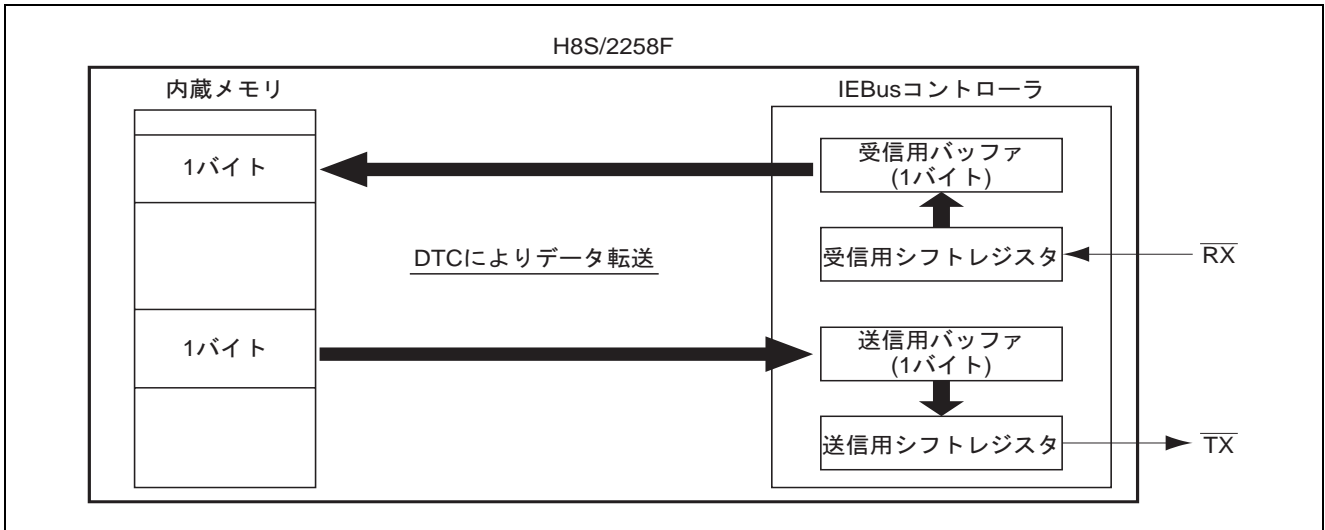 H8S/2258F
内蔵メモリ
IEBusコントローラ
1バイト
受信用バッファ
(1バイト)
DTCによりデータ転送
受信用シフトレジスタ
RX
1バイト
送信用バッファ
(1バイト)
送信用シフトレジスタ
TX